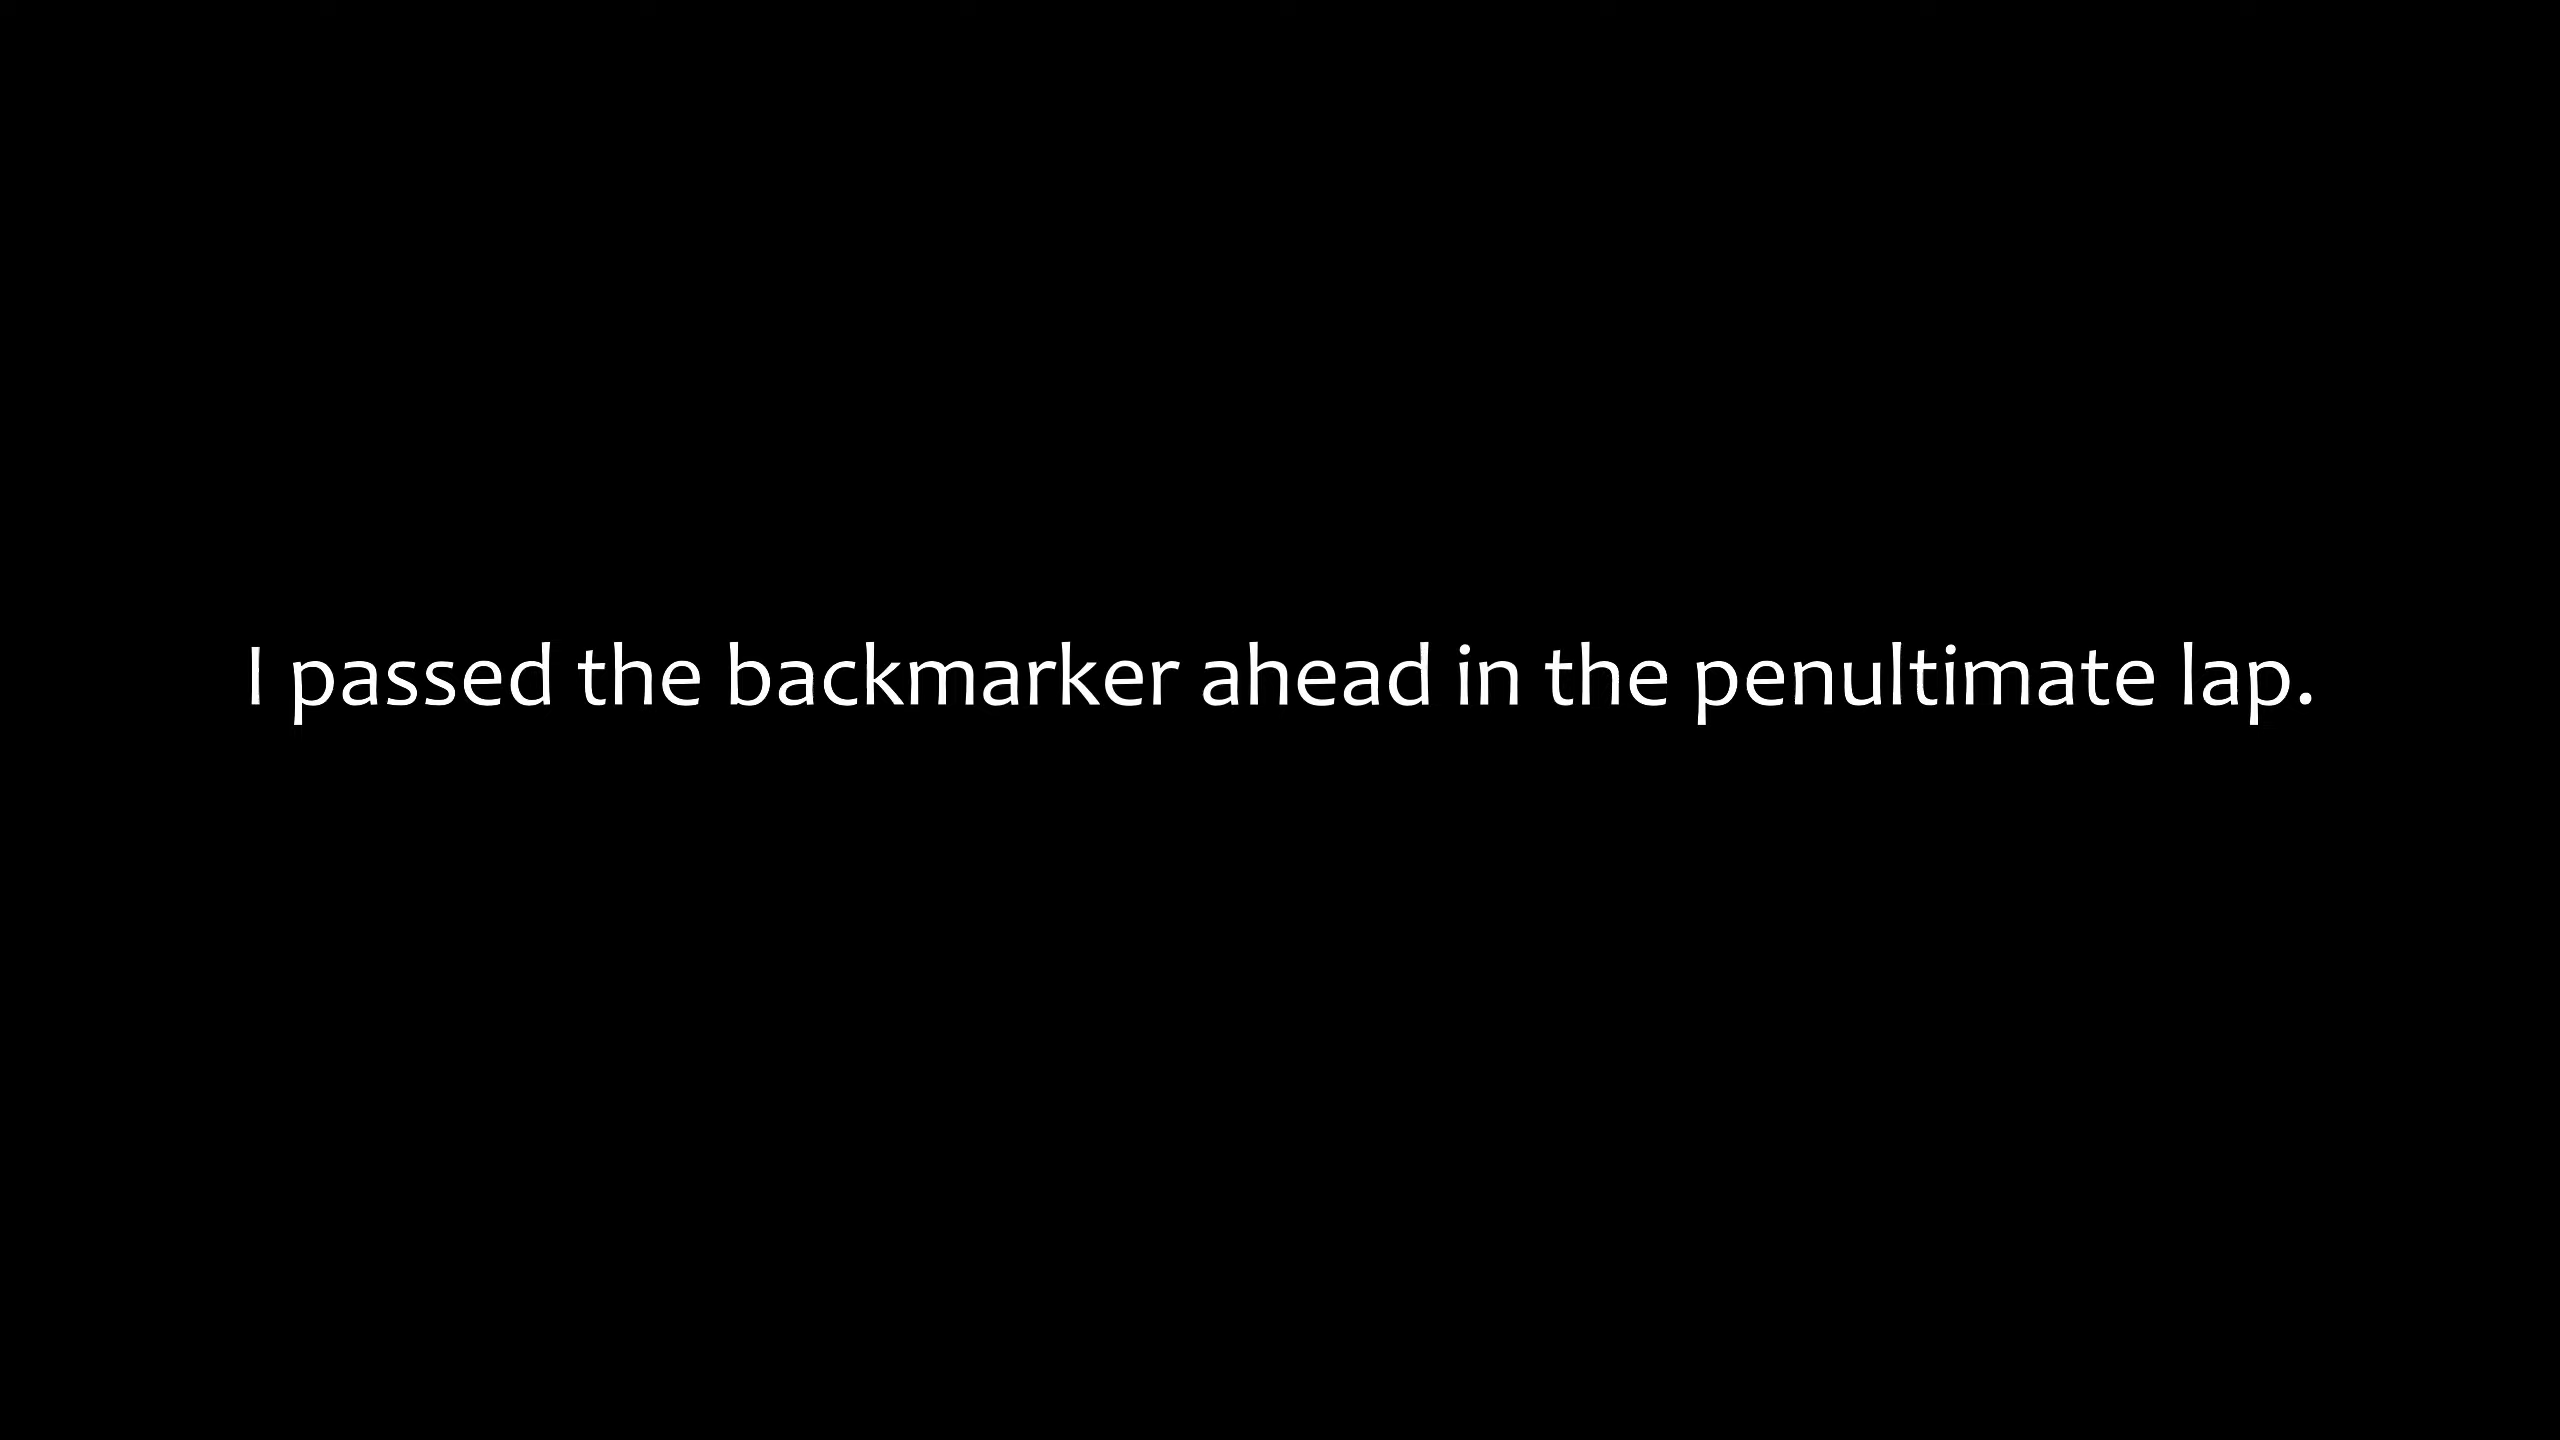 I passed the backmarker ahead in the penultimate lap.